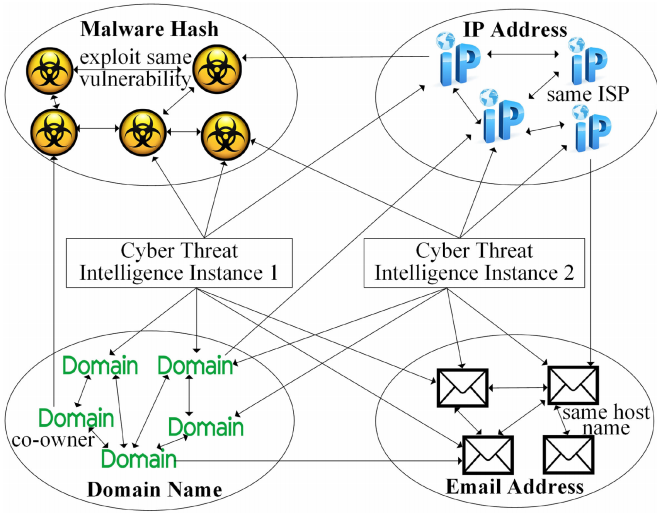 Malware Hash
exploit same
vulnerability
IP Address
iP
iP
same ISP
iP
iP
Cyber Threat
Intelligence Instance 1
Cyber Threat
Intelligence Instance 2
Domain
Domain
Domain
co-owner
Domain
Domain
Domain Name
same host
name
Email Address